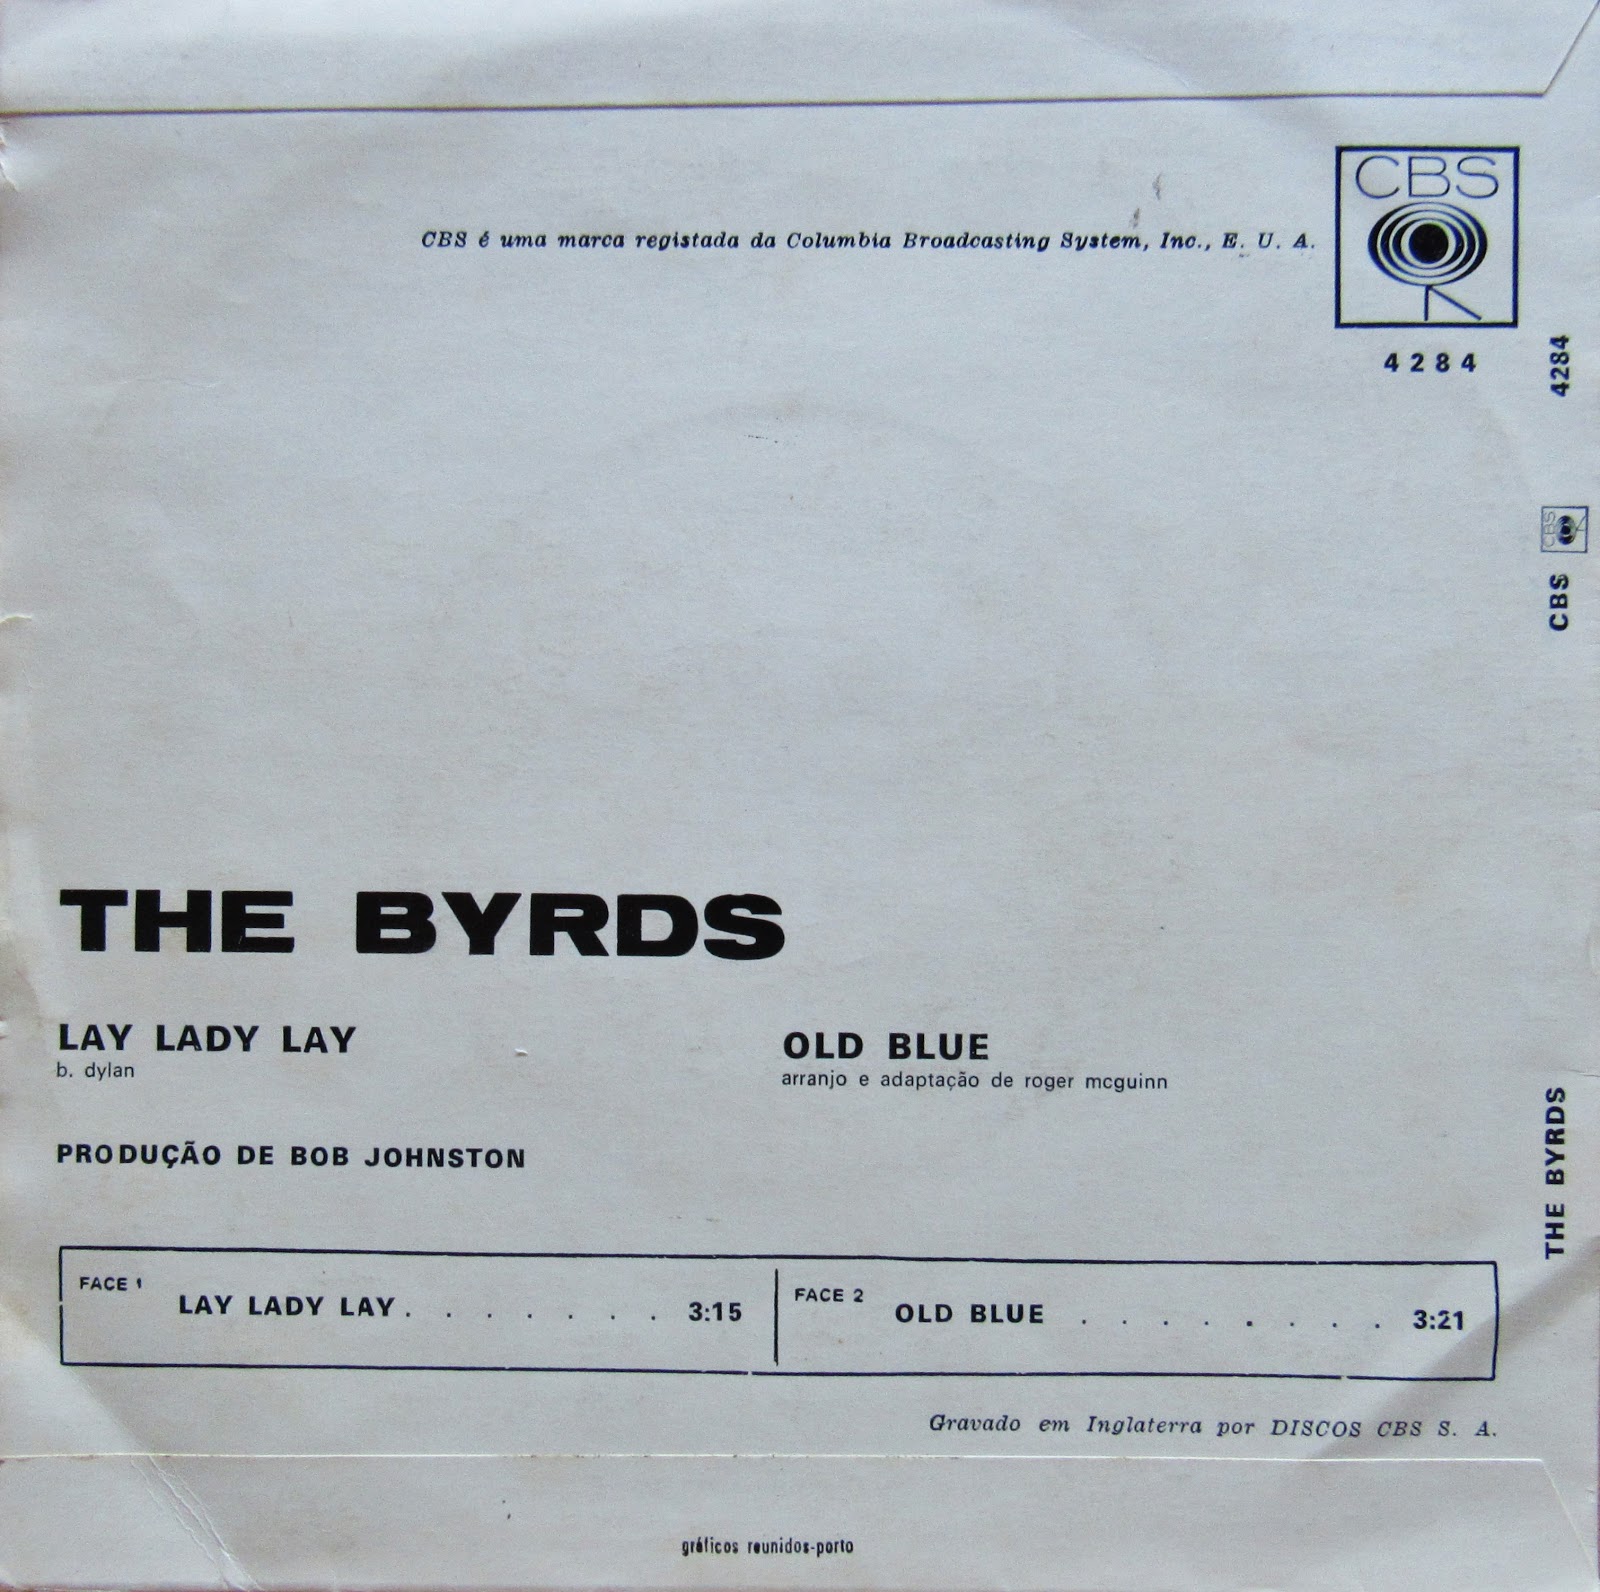 CBS
CBS é uma marca registada da Columbia Broadcasting System, Inc., E. U. A.
4284
4284
CBS
CBS
THE BYRDS
THE BYRDS
LAY LADY LAY
b. dylan
OLD BLUE
arranjo e adaptação de roger mcguinn
PRODUÇÃO DE BOB JOHNSTON
FACE 1
LAY LADY LAY. . . . . . . 3:15
FACE 2
OLD BLUE . . . . . . . . 3:21
Gravado em Inglaterra por DISCOS CBS S. A.
gráficos reunidos-porto